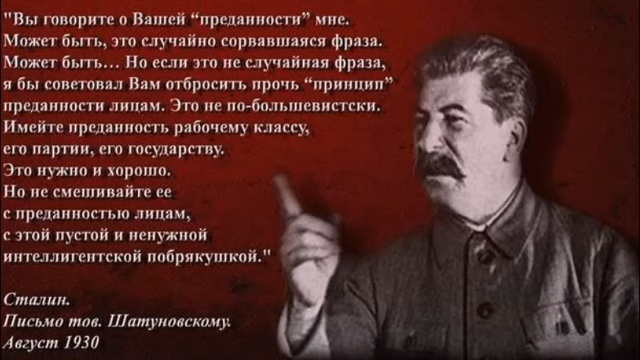 "Вы говорите о Вашей “преданности” мне.
Может быть, это случайно сорвавшаяся фраза.
Может быть… Но если это не случайная фраза,
я бы советовал Вам отбросить прочь “принцип”
преданности лицам. Это не по-большевистски.
Имейте преданность рабочему классу,
его партии, его государству.
Это нужно и хорошо.
Но не смешивайте ее
с преданностью лицам,
с этой пустой и ненужной
интеллигентской побрякушкой."
Сталин.
Письмо тов. Шатуновскому.
Август 1930